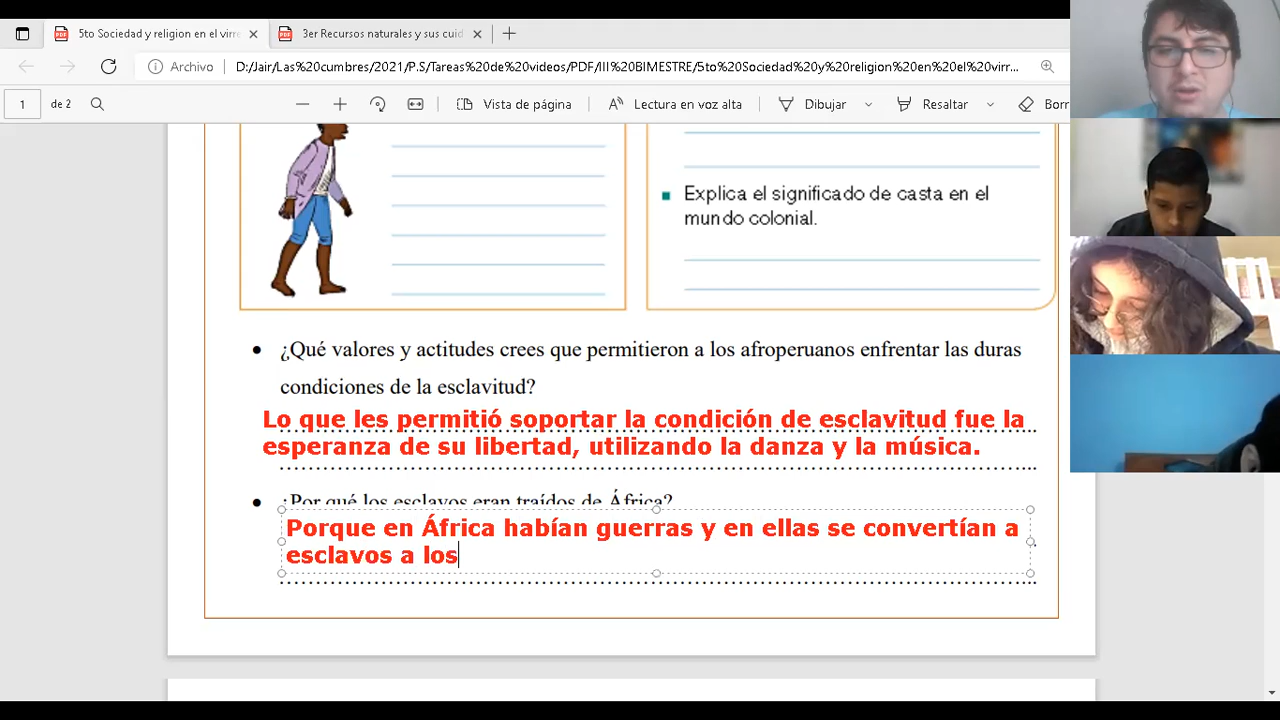 5to Sociedad y religion en el virre
3er Recursos naturales y sus cuid
Archivo
D:/Jair/Las%20cumbres/2021/P.S/Tareas%20de%20videos/PDF/III%20BIMESTRE/5to%20Sociedad%20y%20religion%20en%20el%20virr...
1 de 2
Vista de página
Lectura en voz alta
Dibujar
Resaltar
Borr
Explica el significado de casta en el
mundo colonial.
¿Qué valores y actitudes crees que permitieron a los afroperuanos enfrentar las duras
condiciones de la esclavitud?
Lo que les permitió soportar la condición de esclavitud fue la
esperanza de su libertad, utilizando la danza y la música.
¿Por qué los esclavos eran traídos de África?
Porque en África habían guerras y en ellas se convertían a
esclavos a los